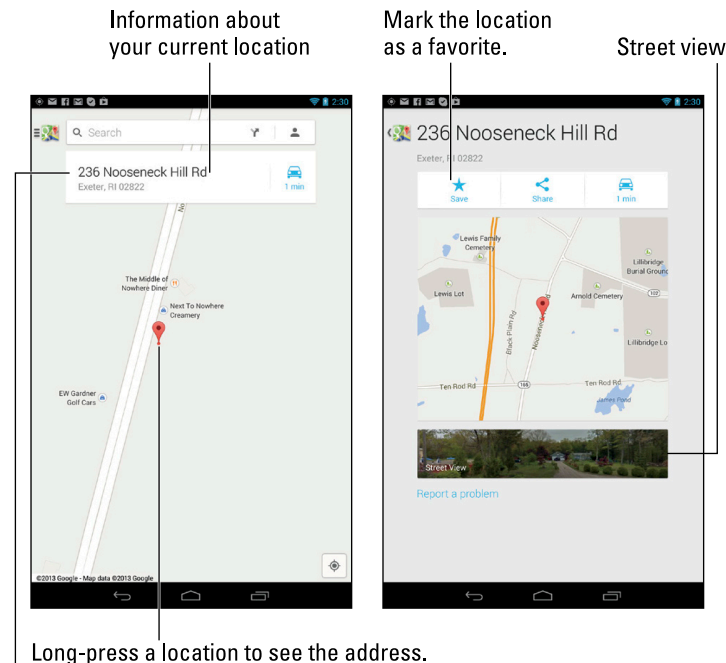 Information about
your current location
Mark the location
as a favorite.
Street view
2:30
Search
236 Nooseneck Hill Rd
Exeter, RI 02822
1 min
No
The Middle of
Nowhere Diner
Next To Nowhere
Creamery
EW Gardner
Golf Cars
©2013 Google - Map data ©2013 Google
2:30
236 Nooseneck Hill Rd
Exeter, RI 02822
Save
Share
1 min
Lewis Family
Cemetery
Lillibridge
Burial Ground
Lewis Lot
Arnold Cemetery
102
Black Plain Rd
Nooseneck Rd
Lillibridge Lo
Ten Rod Rd
165
Ten Rod Rd
James Pond
Street View
Report a problem
Long-press a location to see the address.